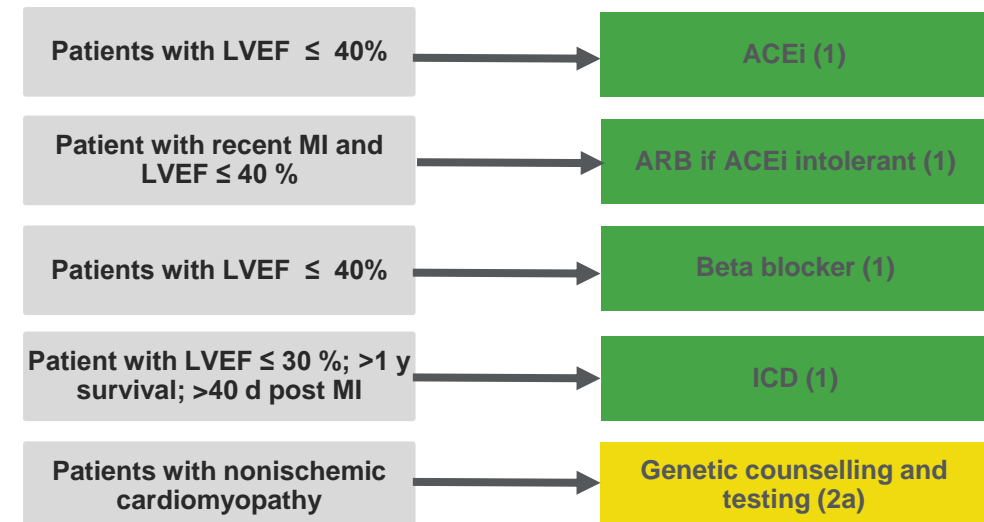 Patients with LVEF ≤ 40%
ACEi (1)
Patient with recent MI and
LVEF ≤ 40 %
ARB if ACEi intolerant (1)
Patients with LVEF ≤ 40%
Beta blocker (1)
Patient with LVEF ≤ 30 %; >1 y
survival; >40 d post MI
ICD (1)
Patients with nonischemic
cardiomyopathy
Genetic counselling and
testing (2a)